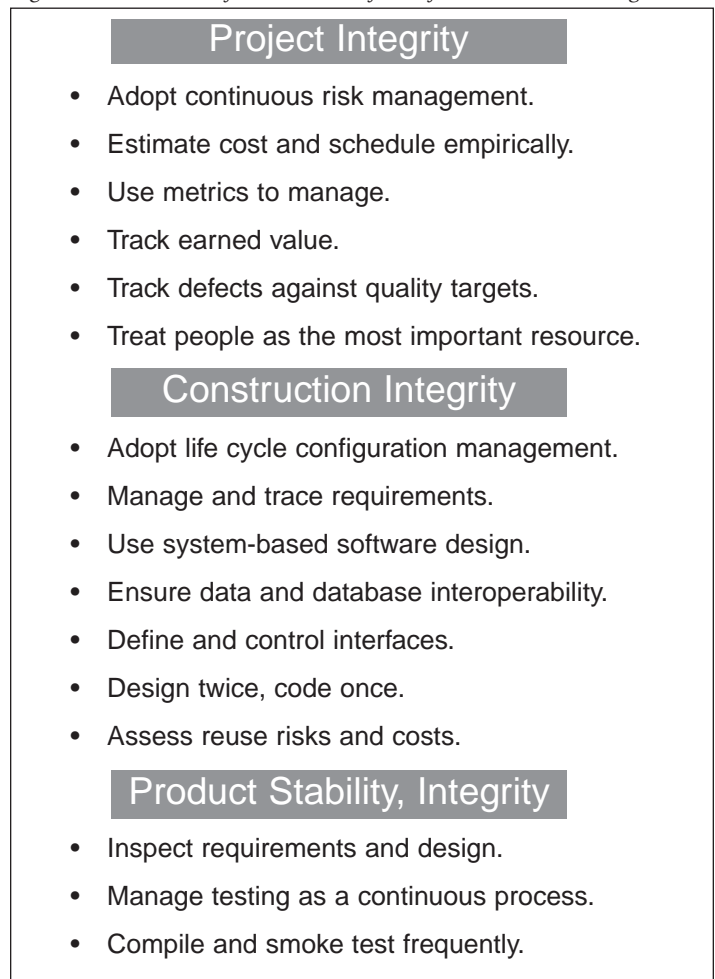 Project Integrity
• Adopt continuous risk management.
• Estimate cost and schedule empirically.
• Use metrics to manage.
• Track earned value.
• Track defects against quality targets.
• Treat people as the most important resource.
Construction Integrity
• Adopt life cycle configuration management.
• Manage and trace requirements.
• Use system-based software design.
• Ensure data and database interoperability.
• Define and control interfaces.
• Design twice, code once.
• Assess reuse risks and costs.
Product Stability, Integrity
• Inspect requirements and design.
• Manage testing as a continuous process.
• Compile and smoke test frequently.